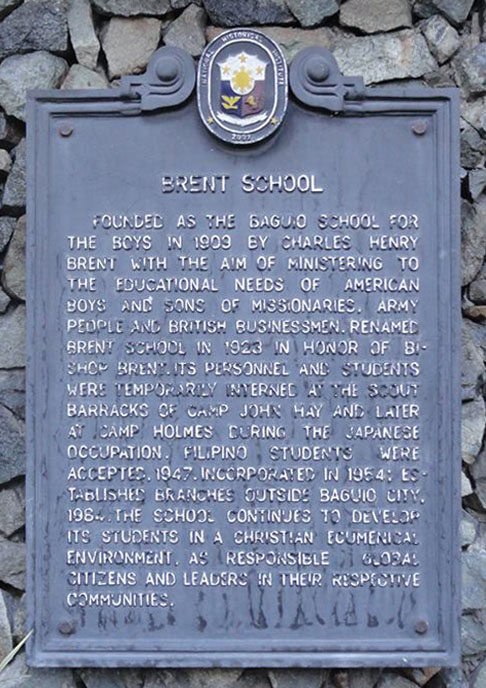 NATIONAL HISTORICAL INSTITUTE
2007
BRENT SCHOOL
FOUNDED AS THE BAGUIO SCHOOL FOR
THE BOYS IN 1909 BY CHARLES HENRY
BRENT WITH THE AIM OF MINISTERING TO
THE EDUCATIONAL NEEDS OF AMERICAN
BOYS AND SONS OF MISSIONARIES, ARMY
PEOPLE AND BRITISH BUSINESSMEN. RENAMED
BRENT SCHOOL IN 1923 IN HONOR OF BI-
SHOP BRENT. ITS PERSONNEL AND STUDENTS
WERE TEMPORARILY INTERNED AT THE SCOUT
BARRACKS OF CAMP JOHN HAY AND LATER
AT CAMP HOLMES DURING THE JAPANESE
OCCUPATION. FILIPINO STUDENTS WERE
ACCEPTED, 1947. INCORPORATED IN 1954; ES-
TABLISHED BRANCHES OUTSIDE BAGUIO CITY,
1984. THE SCHOOL CONTINUES TO DEVELOP
ITS STUDENTS IN A CHRISTIAN ECUMENICAL
ENVIRONMENT, AS RESPONSIBLE GLOBAL
CITIZENS AND LEADERS IN THEIR RESPECTIVE
COMMUNITIES.